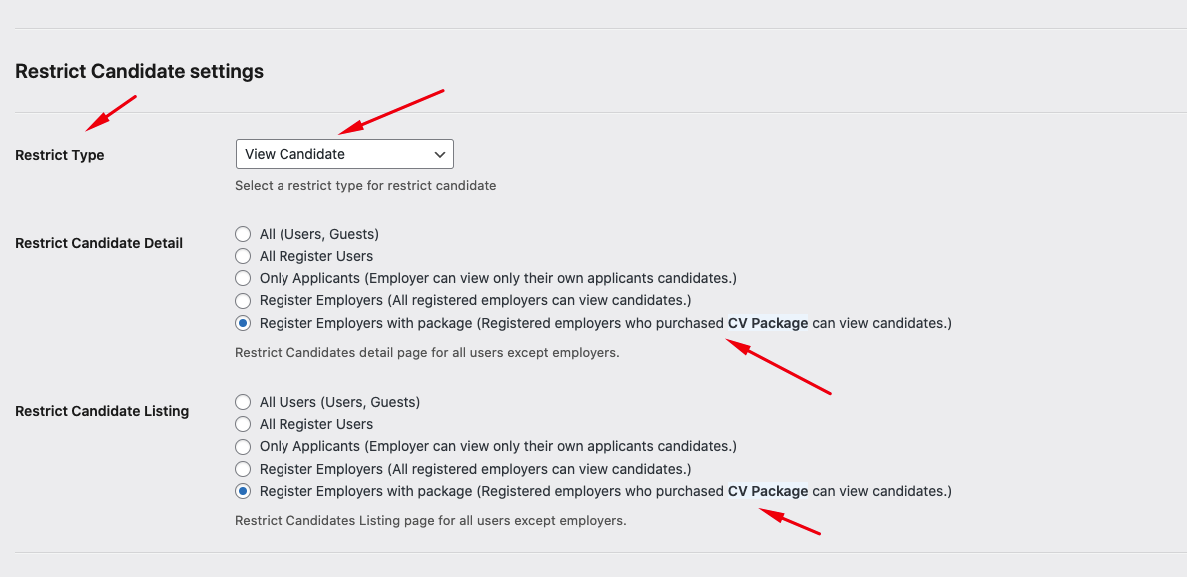 Restrict Candidate settings
Restrict Type
View Candidate
Select a restrict type for restrict candidate
Restrict Candidate Detail
All (Users, Guests)
All Register Users
Only Applicants (Employer can view only their own applicants candidates.)
Register Employers (All registered employers can view candidates.)
Register Employers with package (Registered employers who purchased CV Package can view candidates.)
Restrict Candidates detail page for all users except employers.
Restrict Candidate Listing
All Users (Users, Guests)
All Register Users
Only Applicants (Employer can view only their own applicants candidates.)
Register Employers (All registered employers can view candidates.)
Register Employers with package (Registered employers who purchased CV Package can view candidates.)
Restrict Candidates Listing page for all users except employers.